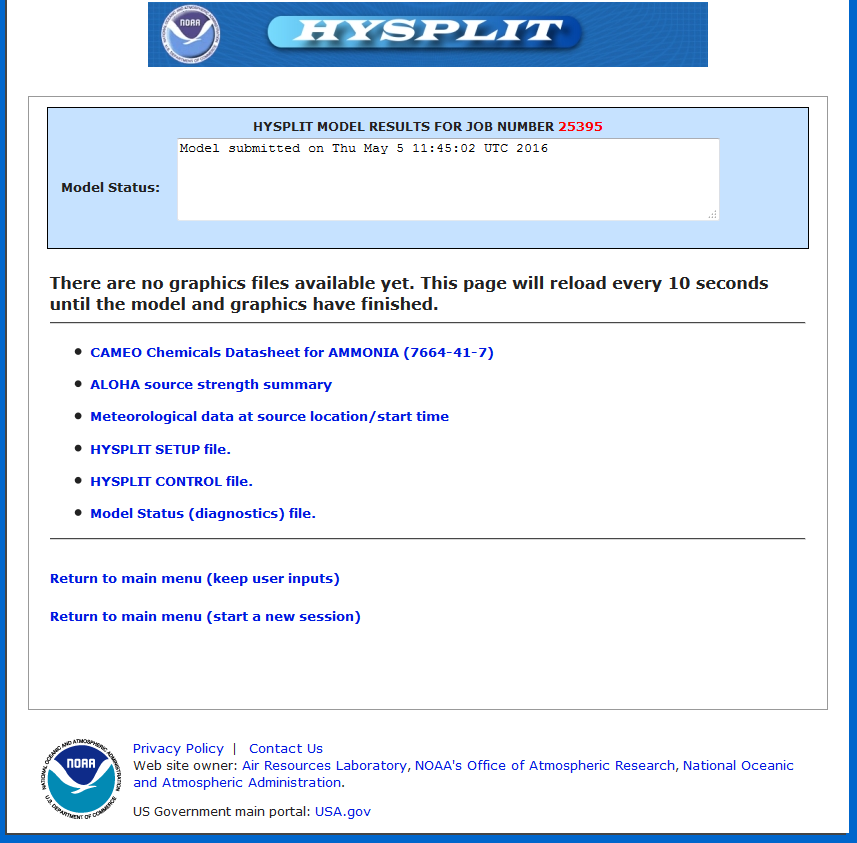 NOAA
HYSPLIT
HYSPLIT MODEL RESULTS FOR JOB NUMBER 25395
Model submitted on Thu May 5 11:45:02 UTC 2016
Model Status:
There are no graphics files available yet. This page will reload every 10 seconds
until the model and graphics have finished.
CAMEO Chemicals Datasheet for AMMONIA (7664-41-7)
ALOHA source strength summary
Meteorological data at source location/start time
HYSPLIT SETUP file.
HYSPLIT CONTROL file.
Model Status (diagnostics) file.
Return to main menu (keep user inputs)
Return to main menu (start a new session)
NATIONAL OCEANIC AND ATMOSPHERIC ADMINISTRATION
NOAA
U.S. DEPARTMENT OF COMMERCE
Privacy Policy | Contact Us
Web site owner: Air Resources Laboratory, NOAA's Office of Atmospheric Research, National Oceanic
and Atmospheric Administration.
US Government main portal: USA.gov